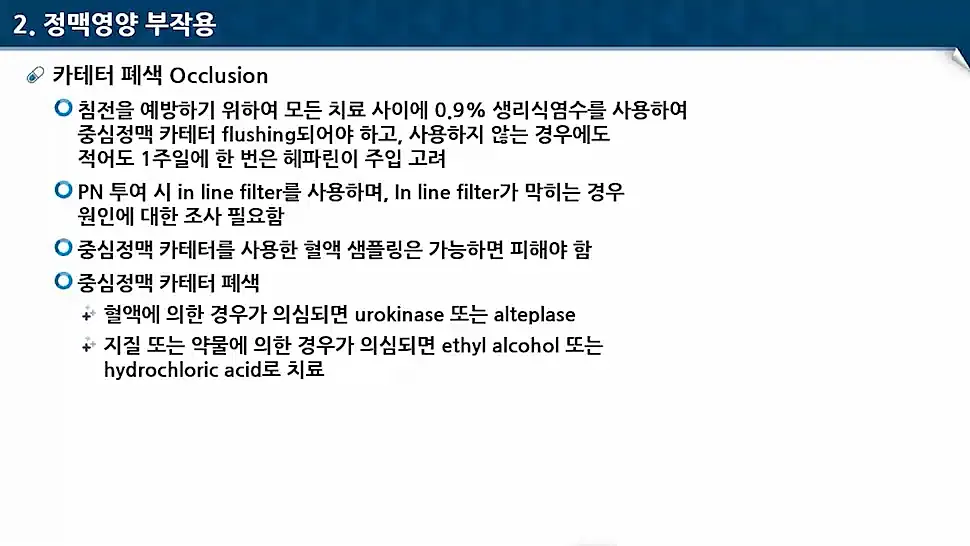 2. 정맥영양 부작용
카테터 폐색 Occlusion
침전을 예방하기 위하여 모든 치료 사이에 0.9% 생리식염수를 사용하여
중심정맥 카테터 flushing되어야 하고, 사용하지 않는 경우에도
적어도 1주일에 한 번은 헤파린이 주입 고려
PN 투여 시 in line filter를 사용하며, In line filter가 막히는 경우
원인에 대한 조사 필요함
중심정맥 카테터를 사용한 혈액 샘플링은 가능하면 피해야 함
중심정맥 카테터 폐색
혈액에 의한 경우가 의심되면 urokinase 또는 alteplase
지질 또는 약물에 의한 경우가 의심되면 ethyl alcohol 또는
hydrochloric acid로 치료